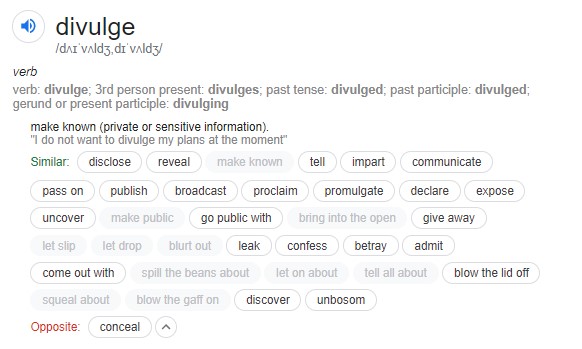 divulge
/dʌɪˈvʌldʒ,dɪˈvʌldʒ/
verb
verb: divulge; 3rd person present: divulges; past tense: divulged; past participle: divulged;
gerund or present participle: divulging
make known (private or sensitive information).
"I do not want to divulge my plans at the moment"
Similar: disclose reveal make known tell impart communicate
pass on publish broadcast proclaim promulgate declare expose
uncover make public go public with bring into the open give away
let slip let drop blurt out leak confess betray admit
come out with spill the beans about let on about tell all about blow the lid off
squeal about blow the gaff on discover unbosom
Opposite: conceal